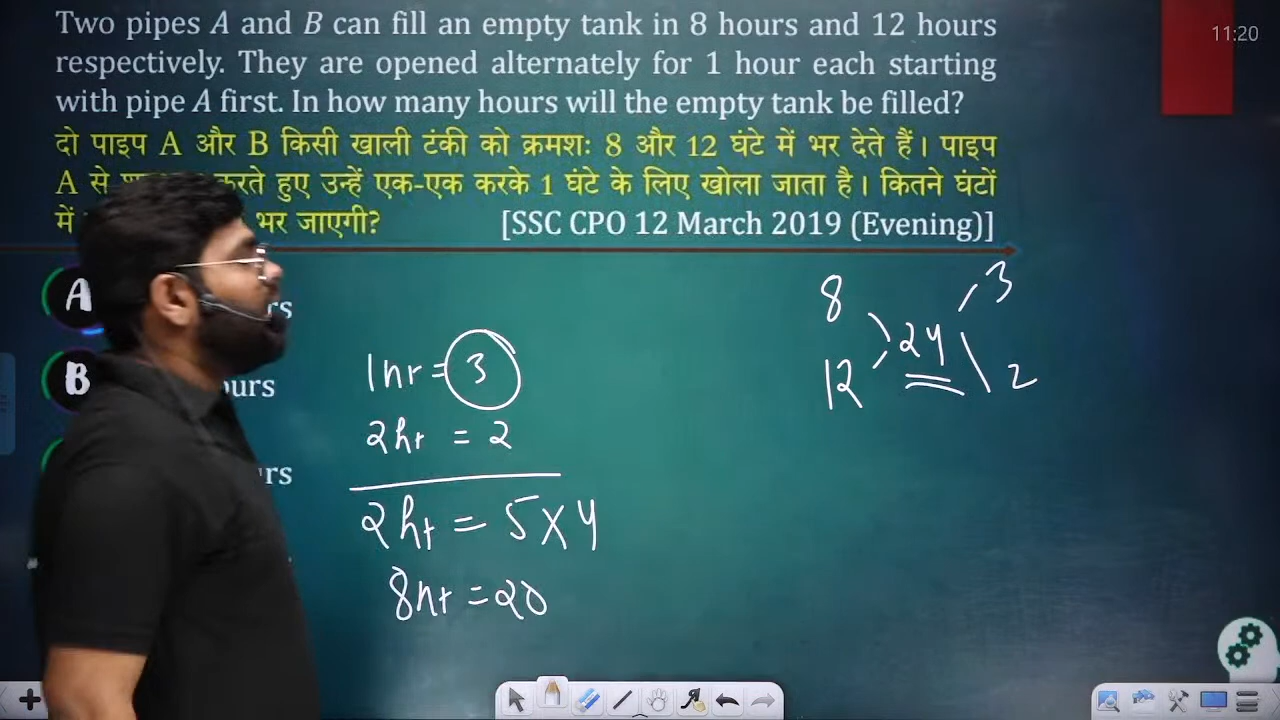 Two pipes A and B can fill an empty tank in 8 hours and 12 hours
11:20
respectively. They are opened alternately for 1 hour each starting
with pipe A first. In how many hours will the empty tank be filled?
दो पाइप A और B किसी खाली टंकी को क्रमश: 8 और 12 घंटे में भर देते हैं। पाइप
A से करते हुए उन्हें एक-एक करके 1 घंटे के लिए खोला जाता है। कितने घंटों
में भर जाएगी? [SSC CPO 12 March 2019 (Evening)]
A
B
8
12
24
3
2
1hr = 3
2hr = 2
2hr = 5 x 4
8hr = 20